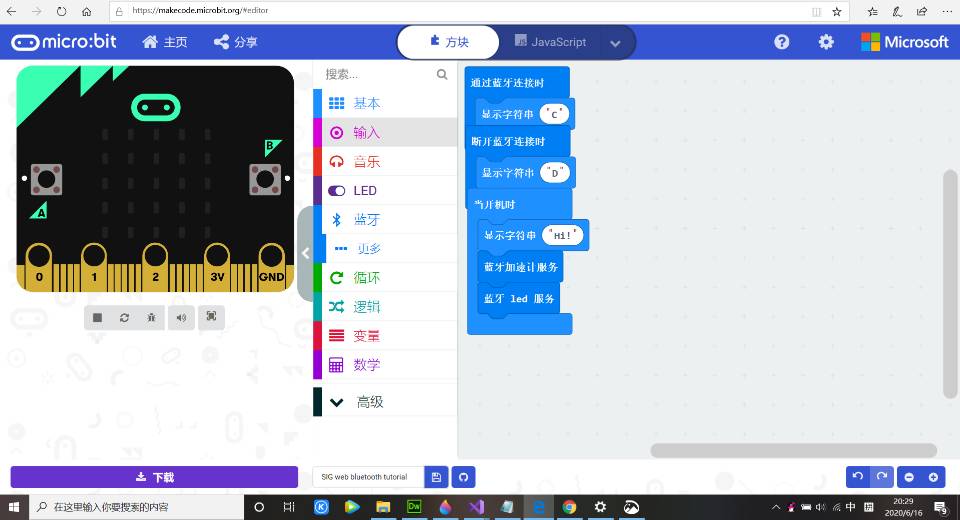 https://makecode.microbit.org/#editor
micro:bit
主页
分享
方块
JavaScript
Microsoft
搜索...
基本
输入
音乐
LED
蓝牙
更多
循环
逻辑
变量
数学
高级
通过蓝牙连接时
显示字符串 "C"
断开蓝牙连接时
显示字符串 "D"
当开机时
显示字符串 "Hi!"
蓝牙加速计服务
蓝牙 led 服务
A
B
0 1 2 3V GND
下载
SIG web bluetooth tutorial
在这里输入你要搜索的内容
Dw
中
拼
20:29
2020/6/16
9